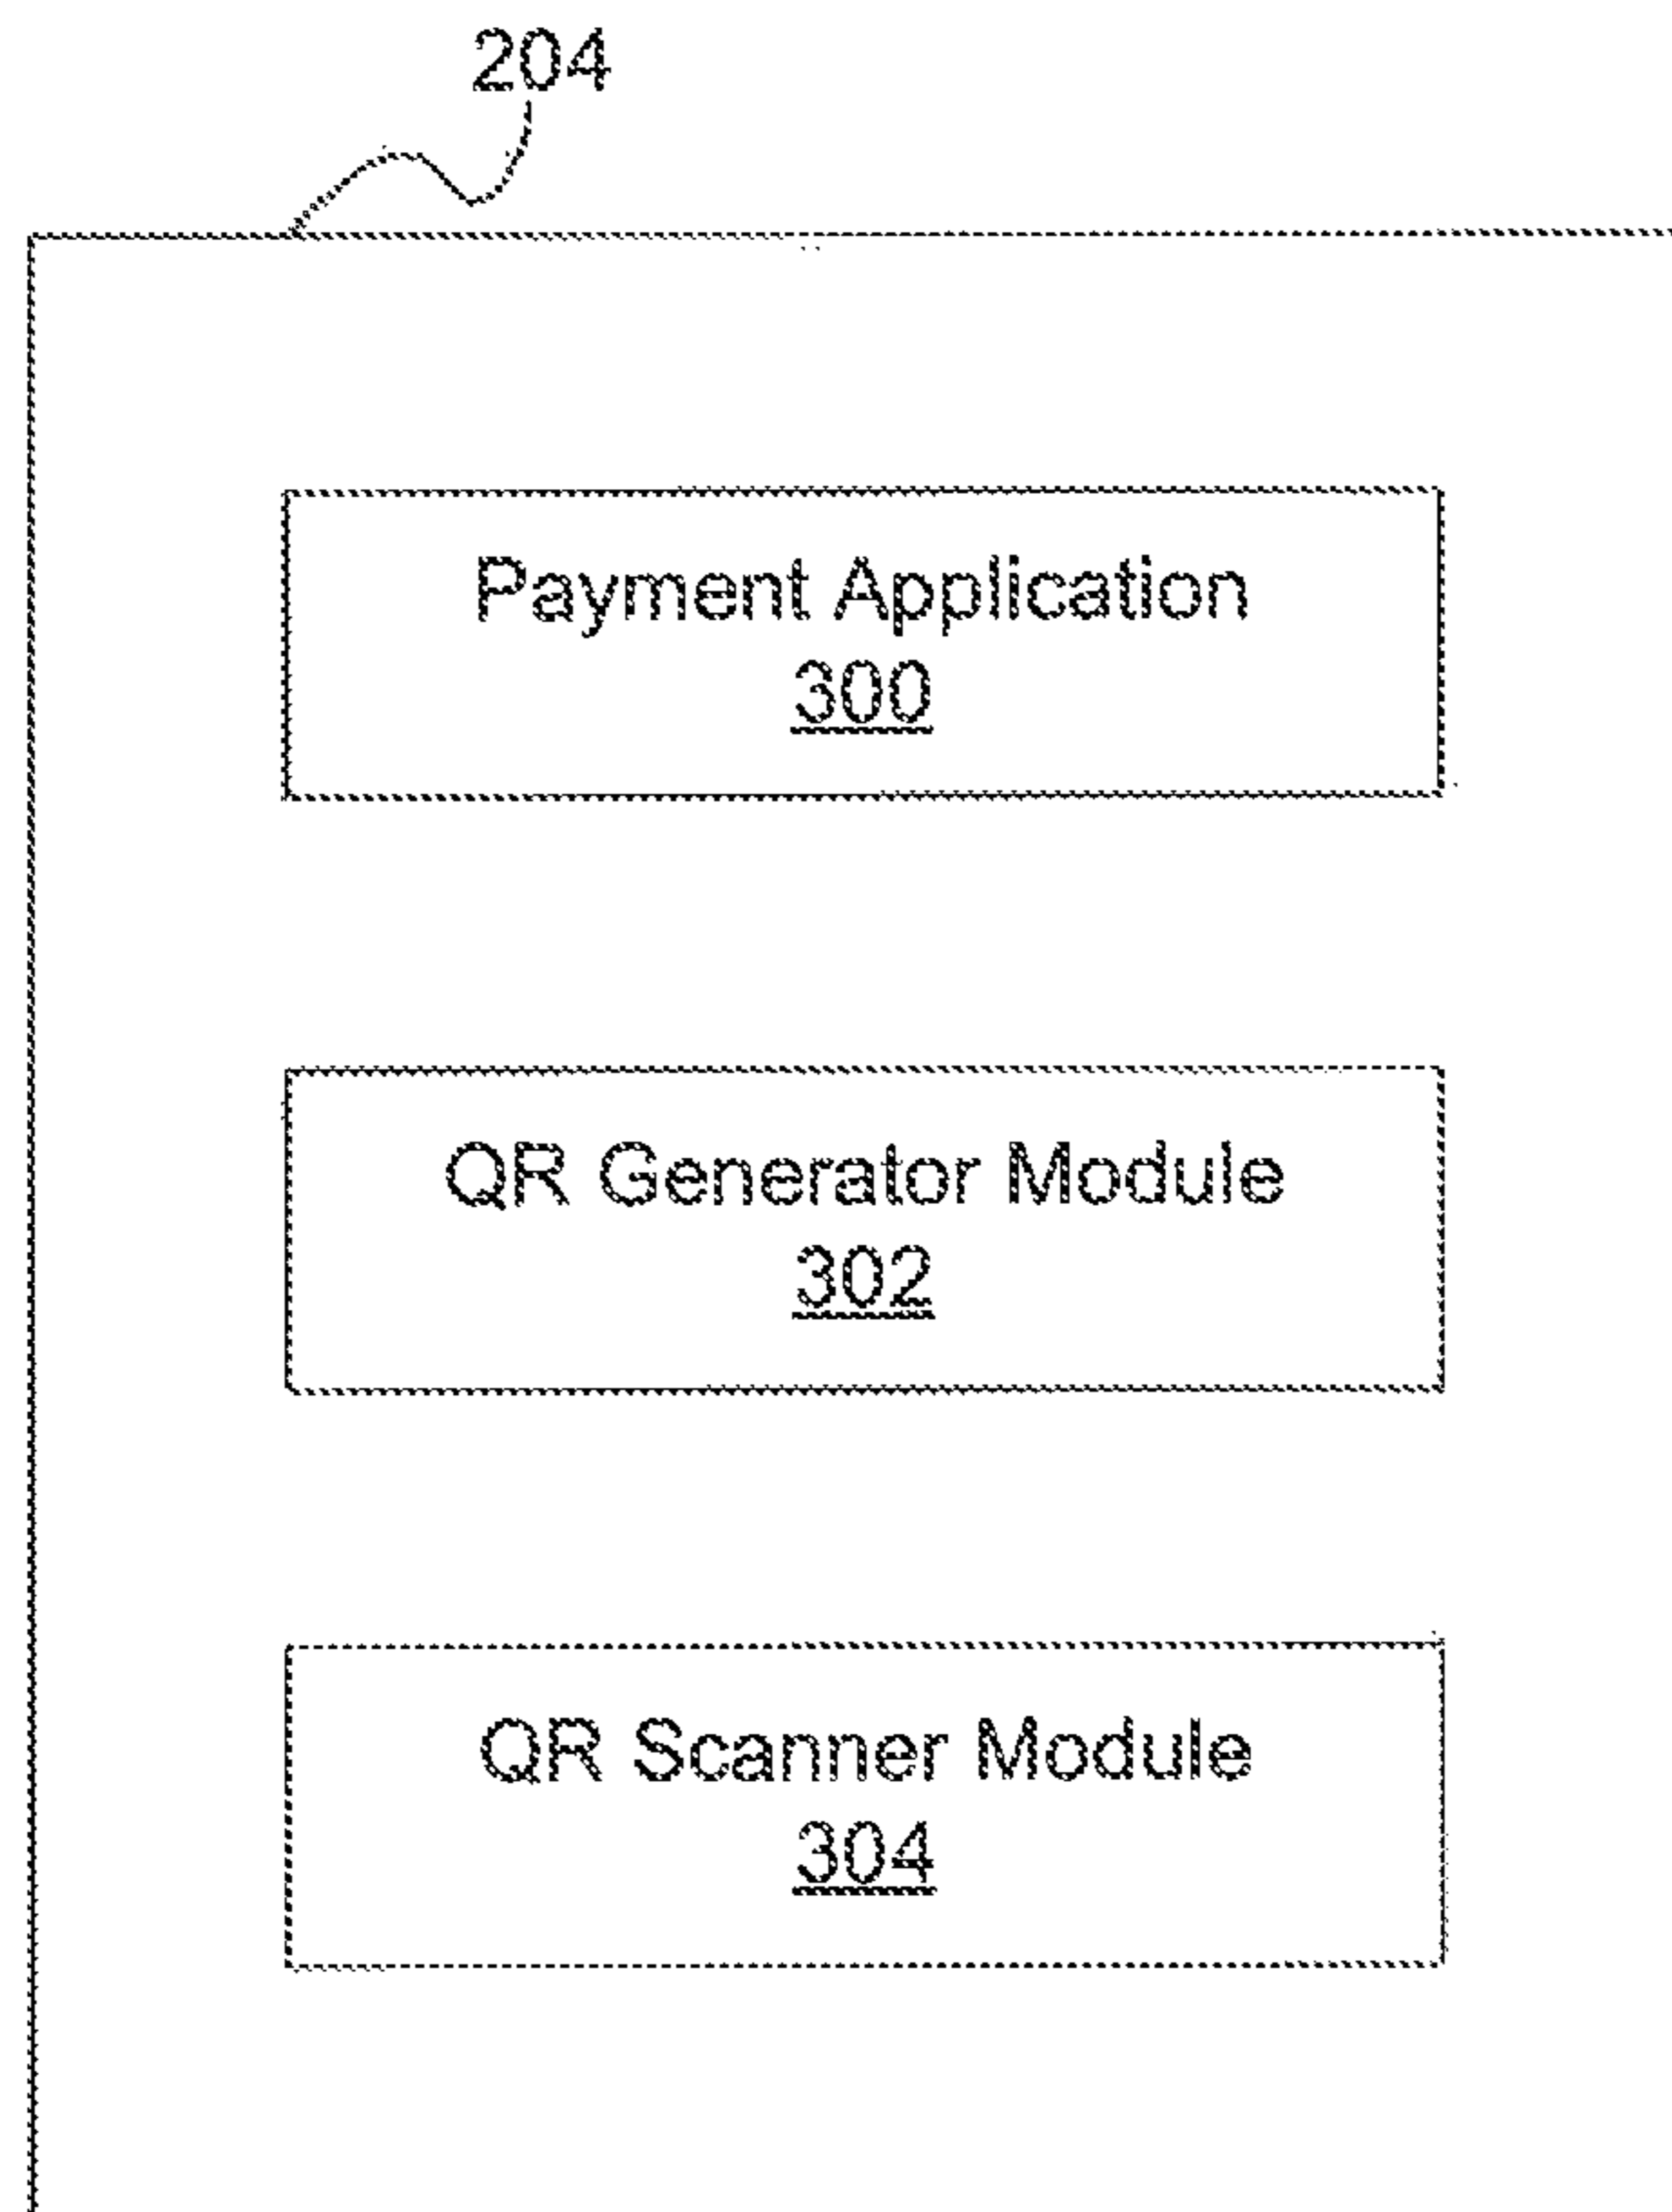 204
Payment Application
300
QR Generator Module
302
QR Scanner Module
304